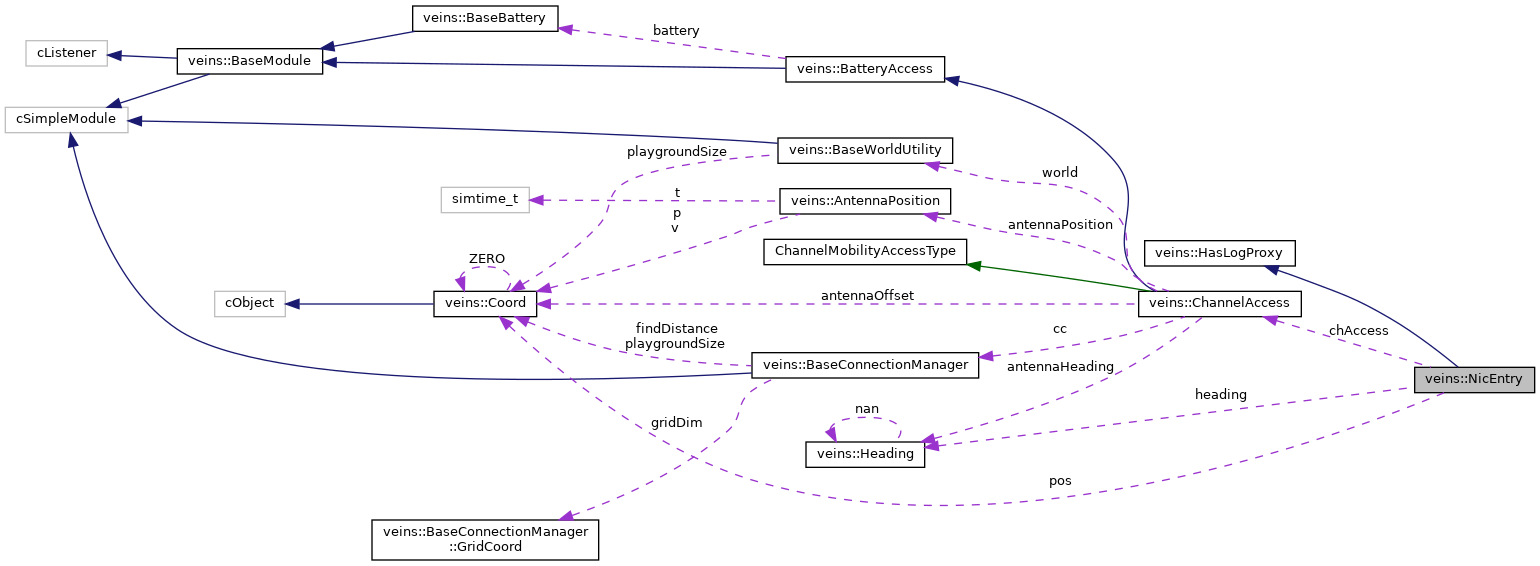 veins::BaseBattery
battery
cListener
veins::BaseModule
veins::BatteryAccess
cSimpleModule
playgroundSize
veins::BaseWorldUtility
world
simtime_t
t
veins::AntennaPosition
p
v
antennaPosition
ChannelMobilityAccessType
veins::HasLogProxy
ZERO
cObject
veins::Coord
antennaOffset
veins::ChannelAccess
findDistance
playgroundSize
cc
chAccess
veins::BaseConnectionManager
antennaHeading
veins::NicEntry
heading
nan
gridDim
veins::Heading
pos
veins::BaseConnectionManager
::GridCoord